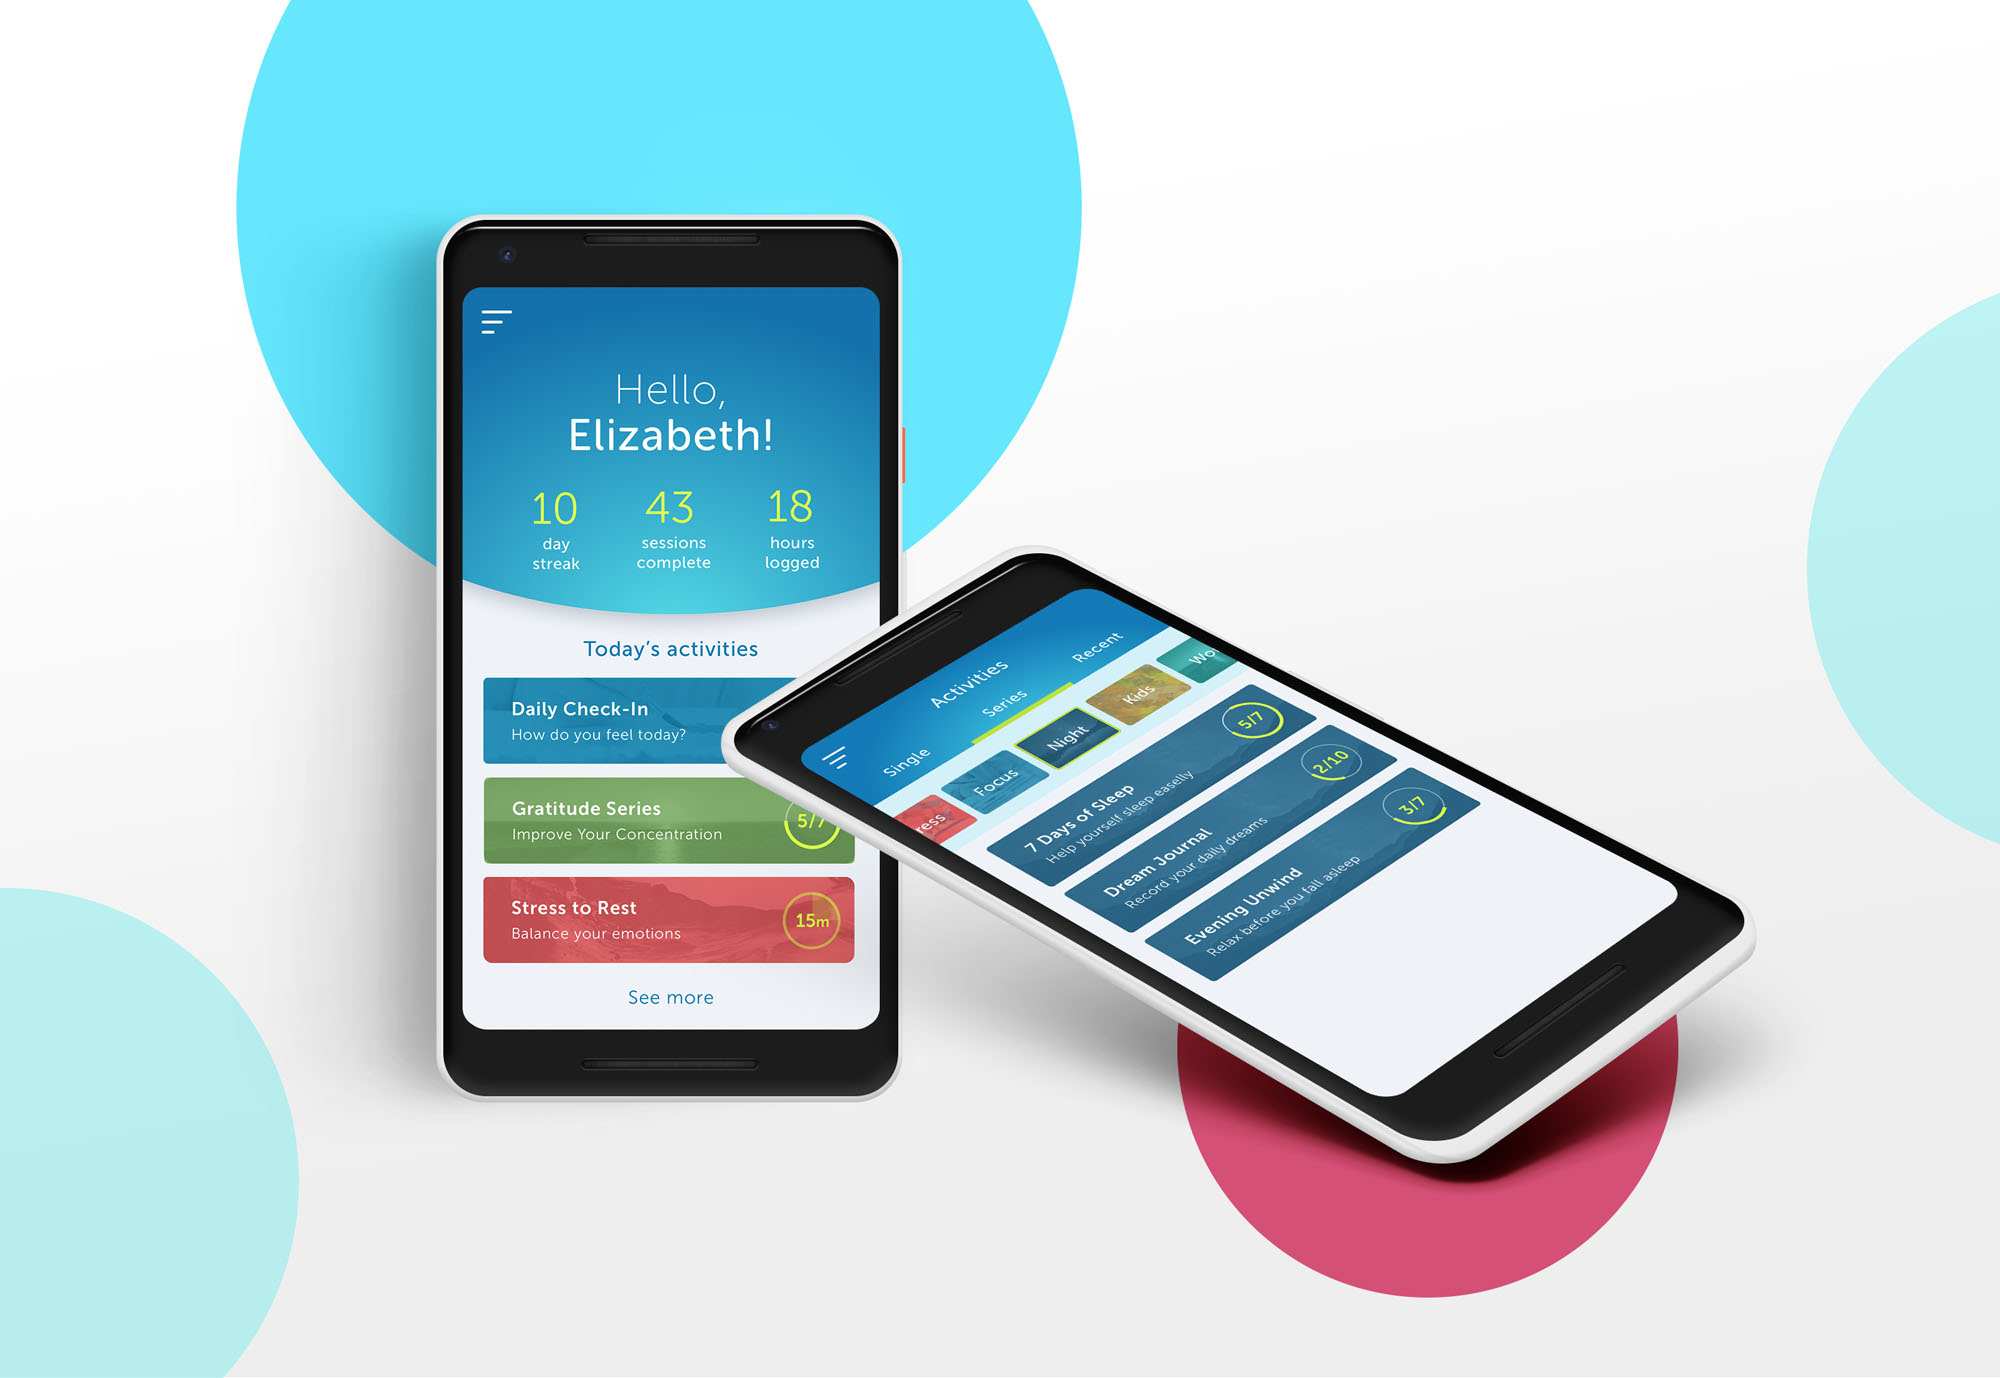 Hello,
Elizabeth!
10
day
streak
43
sessions
complete
18
hours
logged
Today's activities
Daily Check-In
How do you feel today?
Gratitude Series
Improve Your Concentration
5/7
Stress to Rest
Balance your emotions
15m
See more
Activities
Single
Series
Recent
Focus
Night
Kids
7 Days of Sleep
Help yourself sleep easelly
5/7
Dream Journal
Record your daily dreams
2/10
Evening Unwind
Relax before you fall asleep
3/7